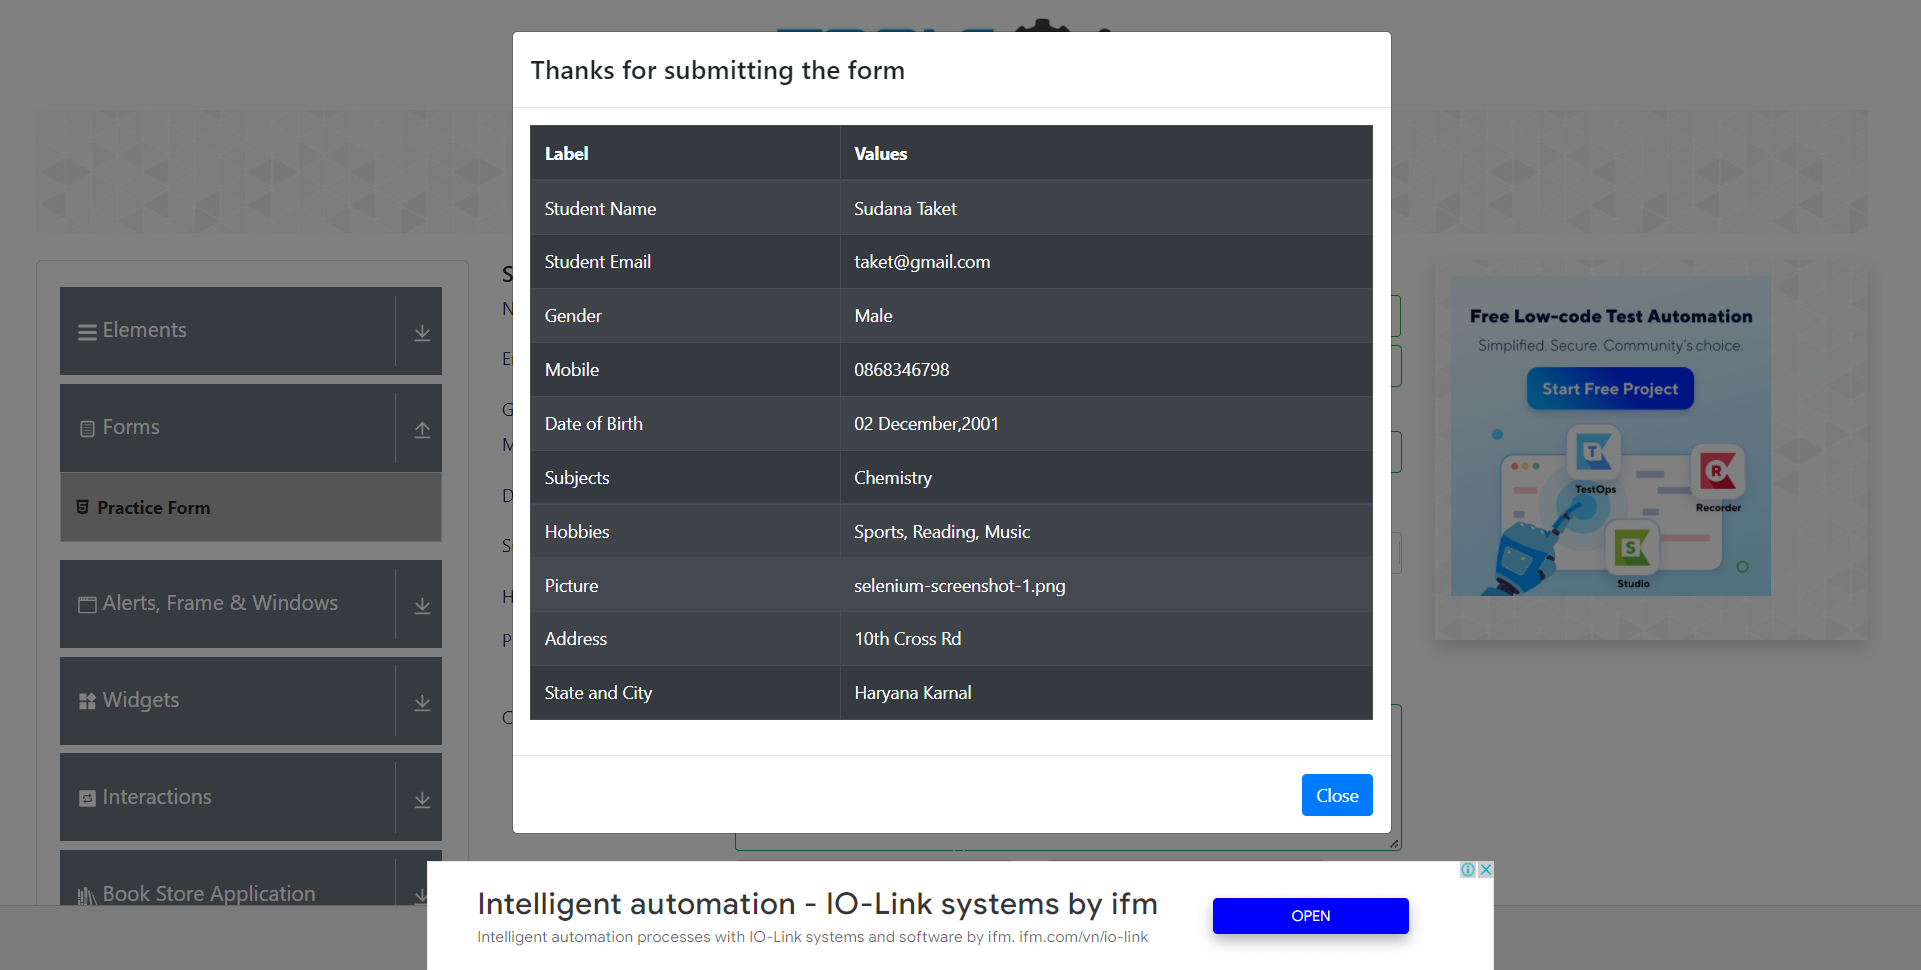 Thanks for submitting the form
Label Values
Student Name Sudana Taket
Student Email taket@gmail.com
Gender Male
Mobile 0868346798
Date of Birth 02 December,2001
Subjects Chemistry
Hobbies Sports, Reading, Music
Picture selenium-screenshot-1.png
Address 10th Cross Rd
State and City Haryana Karnal
Close
Elements
Forms
Practice Form
Alerts, Frame & Windows
Widgets
Interactions
Book Store Application
Free Low-code Test Automation
Simplified. Secure. Community's choice.
Start Free Project
TestOps
Recorder
Studio
Intelligent automation - IO-Link systems by ifm
Intelligent automation processes with IO-Link systems and software by ifm. ifm.com/vn/io-link
OPEN